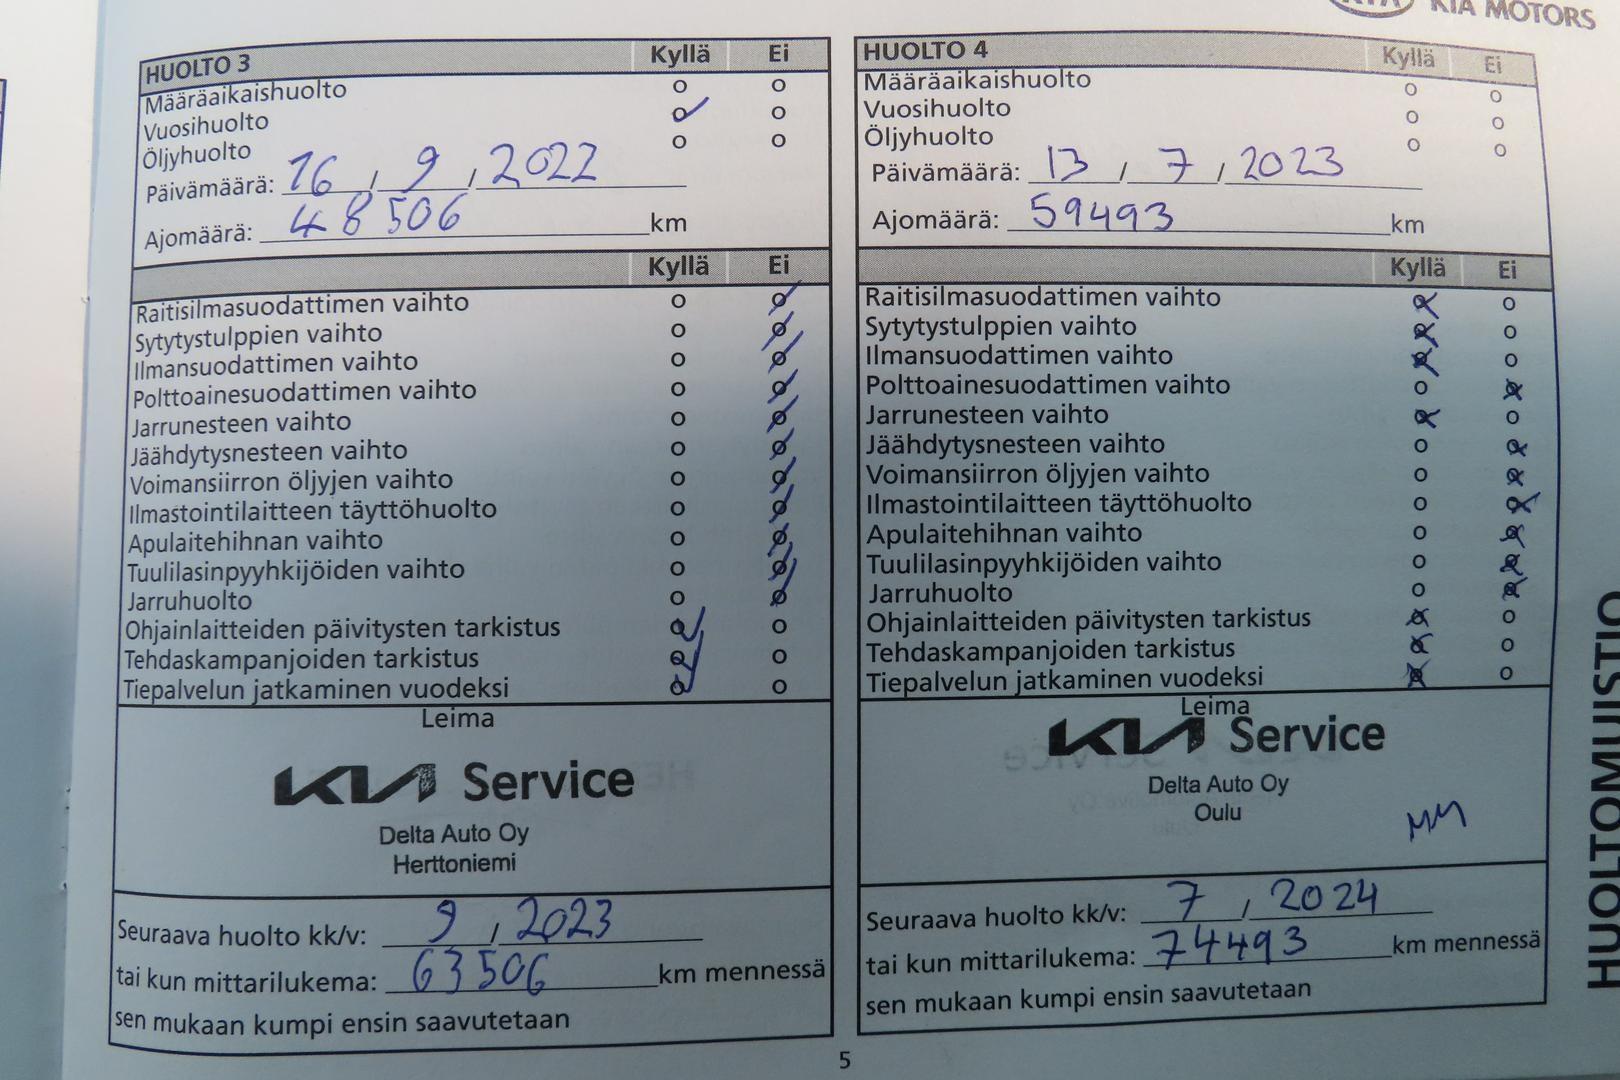 KIA KIA MOTORS
HUOLTO 3 Kyllä Ei
Määräaikaishuolto o o
Vuosihuolto o o
Öljyhuolto o o
Päivämäärä: 16 / 9 / 2022
Ajomäärä: 48506 km
Kyllä Ei
Raitisilmasuodattimen vaihto o o
Sytytystulppien vaihto o o
Ilmansuodattimen vaihto o o
Polttoainesuodattimen vaihto o o
Jarrunesteen vaihto o o
Jäähdytysnesteen vaihto o o
Voimansiirron öljyjen vaihto o o
Ilmastointilaitteen täyttöhuolto o o
Apulaitehihnan vaihto o o
Tuulilasinpyyhkijöiden vaihto o o
Jarruhuolto o o
Ohjainlaitteiden päivitysten tarkistus o o
Tehdaskampanjoiden tarkistus o o
Tiepalvelun jatkaminen vuodeksi o o
Leima
KIA Service
Delta Auto Oy
Herttoniemi
Seuraava huolto kk/v: 9 / 2023
tai kun mittarilukema: 63506 km mennessä
sen mukaan kumpi ensin saavutetaan
HUOLTO 4 Kyllä Ei
Määräaikaishuolto o o
Vuosihuolto o o
Öljyhuolto o o
Päivämäärä: 13 / 7 / 2023
Ajomäärä: 59493 km
Kyllä Ei
Raitisilmasuodattimen vaihto o o
Sytytystulppien vaihto o o
Ilmansuodattimen vaihto o o
Polttoainesuodattimen vaihto o o
Jarrunesteen vaihto o o
Jäähdytysnesteen vaihto o o
Voimansiirron öljyjen vaihto o o
Ilmastointilaitteen täyttöhuolto o o
Apulaitehihnan vaihto o o
Tuulilasinpyyhkijöiden vaihto o o
Jarruhuolto o o
Ohjainlaitteiden päivitysten tarkistus o o
Tehdaskampanjoiden tarkistus o o
Tiepalvelun jatkaminen vuodeksi o o
Leima
KIA Service
Delta Auto Oy
Oulu
MM
Seuraava huolto kk/v: 7 / 2024
tai kun mittarilukema: 74493 km mennessä
sen mukaan kumpi ensin saavutetaan
HUOLTOMUISTIO
5